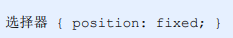 选择器 { position: fixed; }